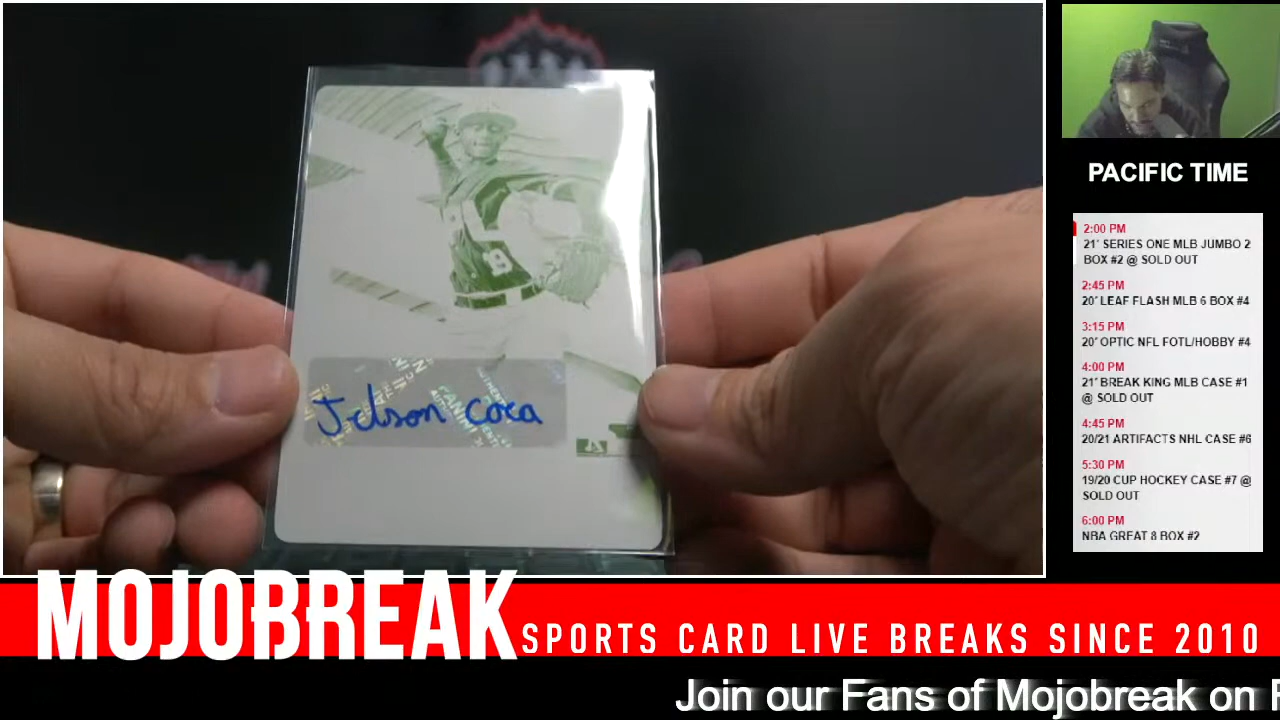 Jelson Coca
PACIFIC TIME
2:00 PM
21' SERIES ONE MLB JUMBO 2
BOX #2 @ SOLD OUT
2:45 PM
20' LEAF FLASH MLB 6 BOX #4
3:15 PM
20' OPTIC NFL FOTL/HOBBY #4
4:00 PM
21' BREAK KING MLB CASE #1
@ SOLD OUT
4:45 PM
20/21 ARTIFACTS NHL CASE #6
5:30 PM
19/20 CUP HOCKEY CASE #7 @
SOLD OUT
6:00 PM
NBA GREAT 8 BOX #2
MOJOBREAK
SPORTS CARD LIVE BREAKS SINCE 2010
Join our Fans of Mojobreak on F